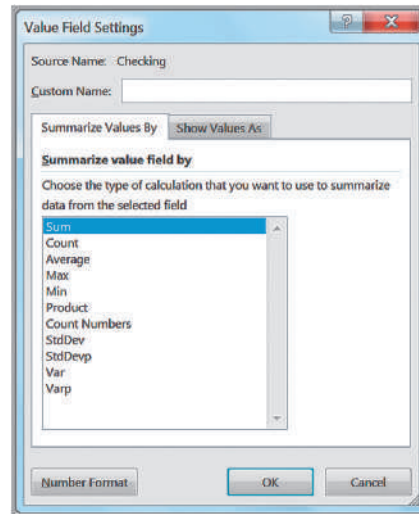 Value Field Settings
Source Name: Checking
Custom Name:
Summarize Values By
Show Values As
Summarize value field by
Choose the type of calculation that you want to use to summarize
data from the selected field
Sum
Count
Average
Max
Min
Product
Count Numbers
StdDev
StdDevp
Var
Varp
Number Format
OK
Cancel